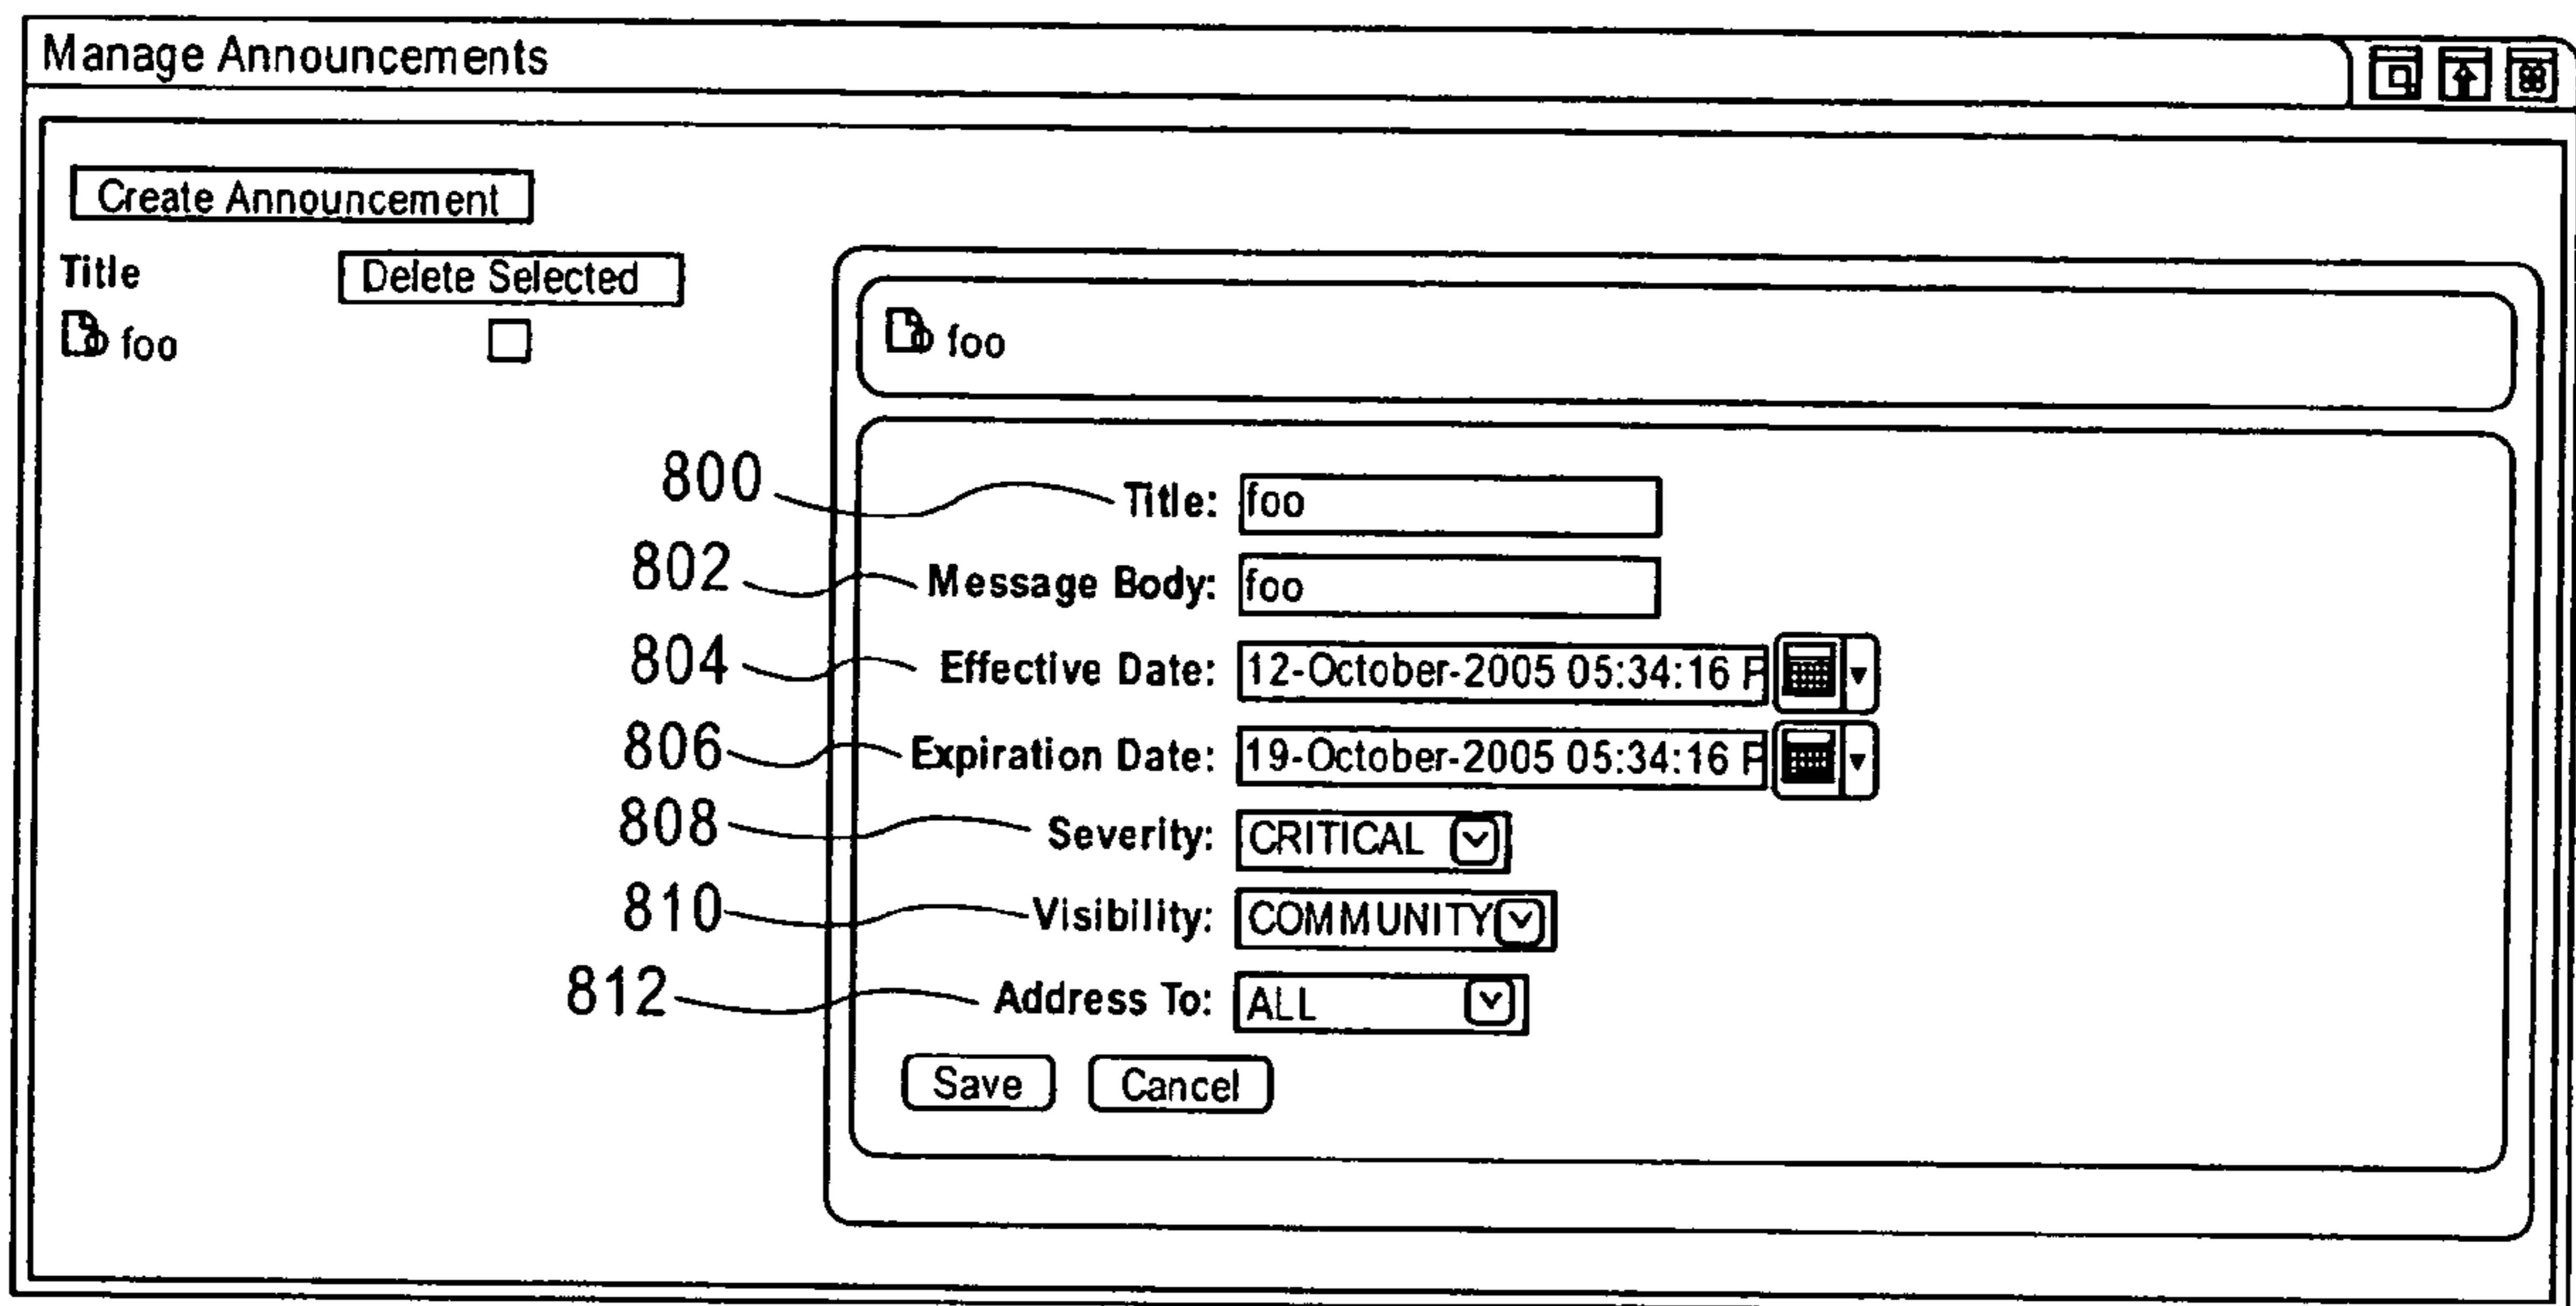 Manage Announcements
Create Announcement
Title Delete Selected
foo
foo
800 Title: foo
802 Message Body: foo
804 Effective Date: 12-October-2005 05:34:16 P
806 Expiration Date: 19-October-2005 05:34:16 P
808 Severity: CRITICAL
810 Visibility: COMMUNITY
812 Address To: ALL
Save Cancel